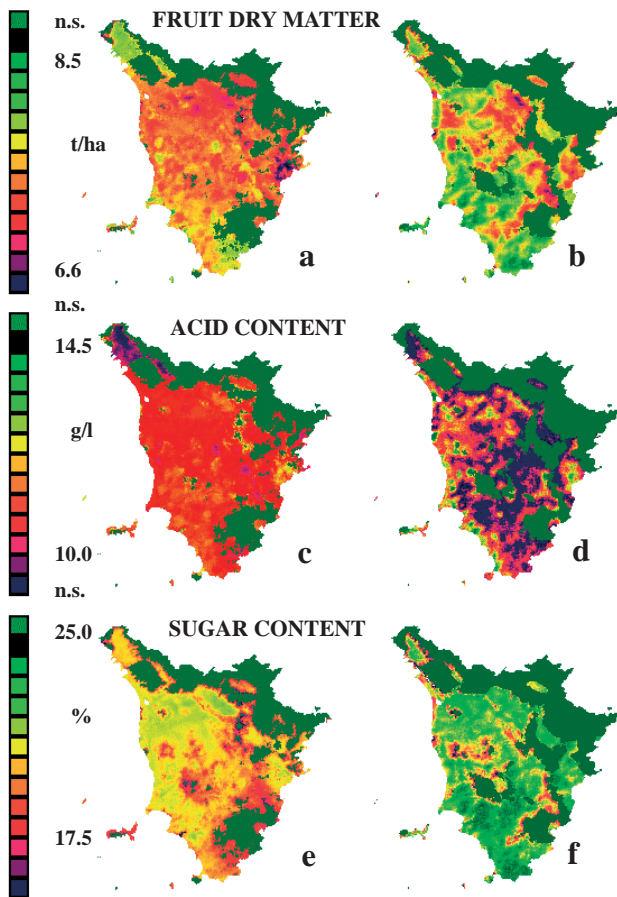 n.s. FRUIT DRY MATTER
8.5
t/ha
6.6
a
b
n.s.
ACID CONTENT
14.5
g/l
10.0
c
d
n.s.
25.0 SUGAR CONTENT
%
17.5
e
f